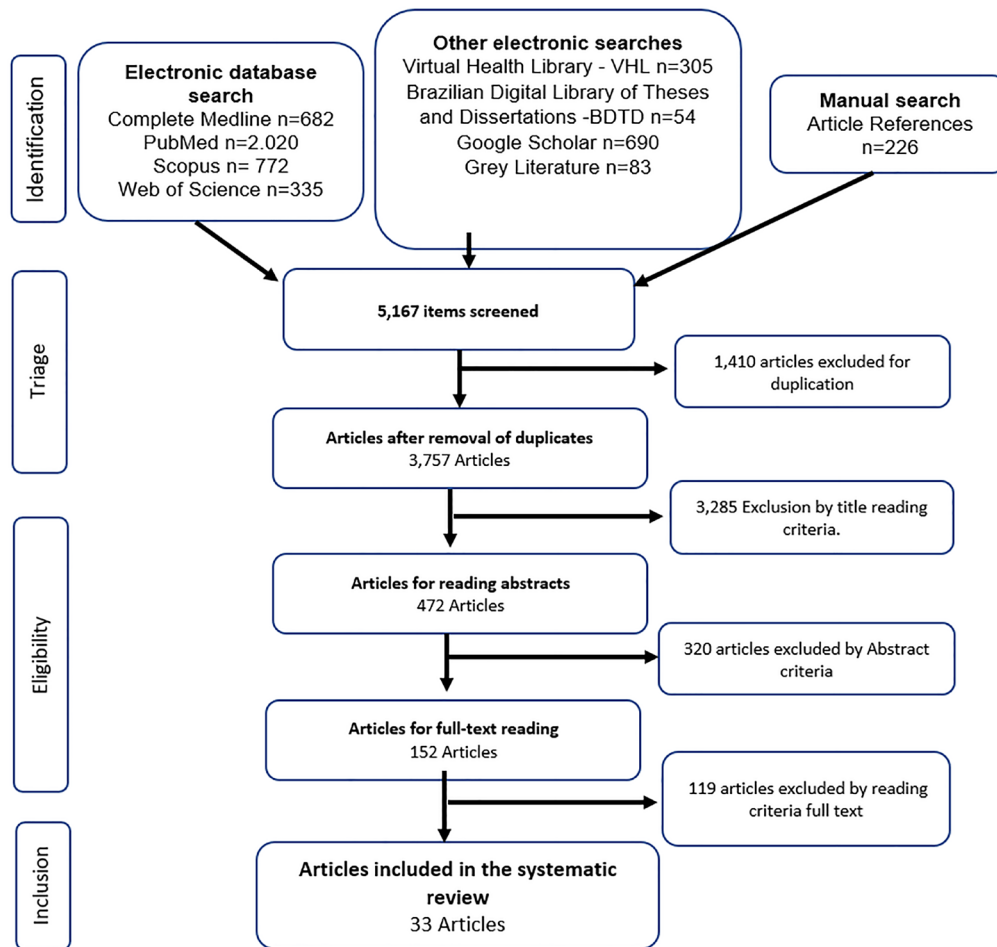 Identification
Electronic database
search
Complete Medline n=682
PubMed n=2.020
Scopus n= 772
Web of Science n=335
Other electronic searches
Virtual Health Library - VHL n=305
Brazilian Digital Library of Theses
and Dissertations -BDTD n=54
Google Scholar n=690
Grey Literature n=83
Manual search
Article References
n=226
Triage
5,167 items screened
1,410 articles excluded for
duplication
Articles after removal of duplicates
3,757 Articles
3,285 Exclusion by title reading
criteria.
Eligibility
Articles for reading abstracts
472 Articles
320 articles excluded by Abstract
criteria
Articles for full-text reading
152 Articles
119 articles excluded by reading
criteria full text
Inclusion
Articles included in the systematic
review
33 Articles